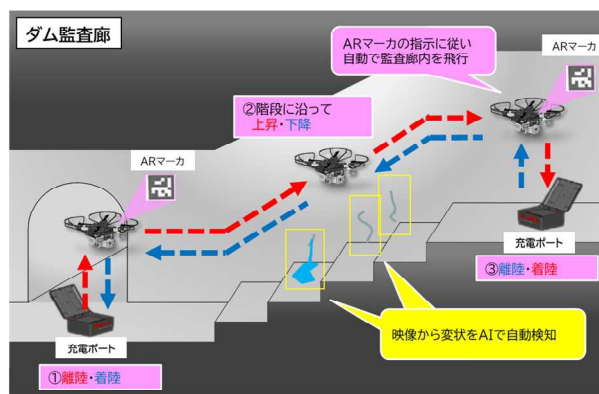 ダム監査廊
ARマーカの指示に従い
自動で監査廊内を飛行
ARマーカ
②階段に沿って
上昇・下降
ARマーカ
充電ポート
③離陸・着陸
映像から変状をAIで自動検知
充電ポート
①離陸・着陸